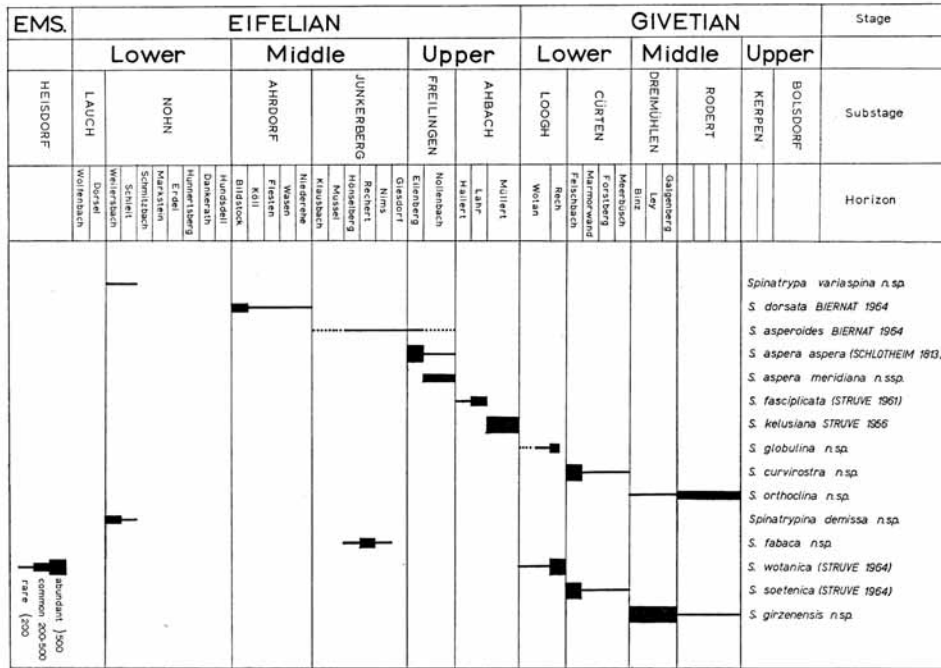 EMS. EIFELIAN GIVETIAN Stage
Lower Middle Upper Lower Middle Upper
HEISDORF LAUCH NOHN AHRDORF JUNKERBERG FREILINGEN AHBACH LOOGH CÜRTEN DREIMÜHLEN RODERT KERPEN BOLSDORF Substage
Wolfenbach Dorsel Weilersbach Schleit Schmitzbach Markstein Erdel Hunnertsberg Dankerath Hundsdell Bildstock Köll Flesten Wasen Niederehe Klausbach Mussel Hönselberg Rechert Nims Giesdorf Eilenberg Nollenbach Hallert Lahr Müllert Wotan Rech Felschbach Marmorwand Forstberg Meerbüsch Binz Ley Galgenberg Horizon
Spinatrypa variaspina n.sp.
S. dorsata BIERNAT 1964
S. asperoides BIERNAT 1964
S. aspera aspera (SCHLOTHEIM 1813)
S. aspera meridiana n.ssp.
S. fasciplicata (STRUVE 1961)
S. kelusiana STRUVE 1956
S. globulina n.sp.
S. curvirostra n.sp.
S. orthoclina n.sp.
Spinatrypina demissa n.sp.
S. fabaca n.sp.
S. wotanica (STRUVE 1964)
S. soetenica (STRUVE 1964)
S. girzenensis n.sp.
abundant ⟩500
common 200-500
rare ⟨200